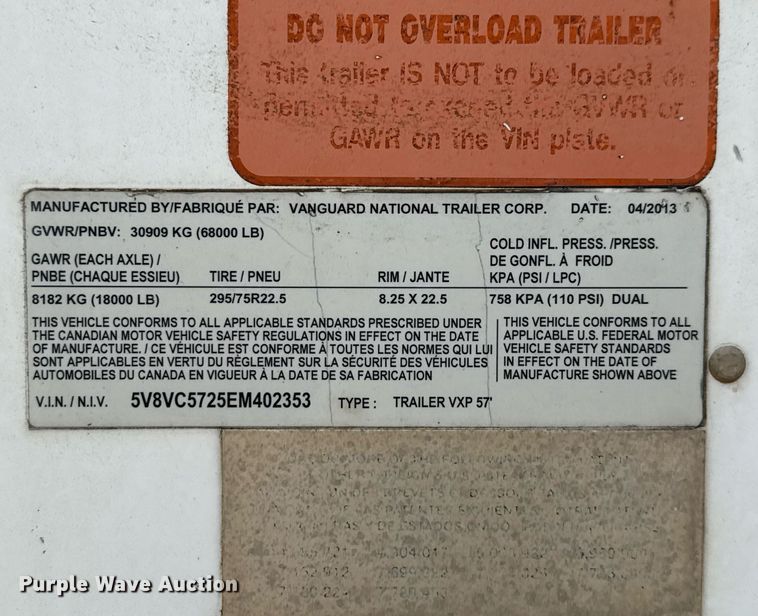 DO NOT OVERLOAD TRAILER
This trailer IS NOT to be loaded or
permitted to exceed the GVWR or
GAWR on the VIN plate.
MANUFACTURED BY/FABRIQUÉ PAR: VANGUARD NATIONAL TRAILER CORP. DATE: 04/2013
GVWR/PNBV: 30909 KG (68000 LB)
COLD INFL. PRESS. /PRESS.
GAWR (EACH AXLE) / DE GONFL. À FROID
PNBE (CHAQUE ESSIEU) TIRE / PNEU RIM / JANTE KPA (PSI / LPC)
8182 KG (18000 LB) 295/75R22.5 8.25 X 22.5 758 KPA (110 PSI) DUAL
THIS VEHICLE CONFORMS TO ALL APPLICABLE STANDARDS PRESCRIBED UNDER
THE CANADIAN MOTOR VEHICLE SAFETY REGULATIONS IN EFFECT ON THE DATE
OF MANUFACTURE. / CE VÉHICULE EST CONFORME À TOUTES LES NORMES QUI LUI
SONT APPLICABLES EN VERTU DU RÈGLEMENT SUR LA SÉCURITÉ DES VÉHICULES
AUTOMOBILES DU CANADA EN VIGUEUR À LA DATE DE SA FABRICATION
THIS VEHICLE CONFORMS TO ALL
APPLICABLE U.S. FEDERAL MOTOR
VEHICLE SAFETY STANDARDS
IN EFFECT ON THE DATE OF
MANUFACTURE SHOWN ABOVE
V.I.N. / N.I.V. 5V8VC5725EM402353 TYPE : TRAILER VXP 57'
Purple Wave Auction